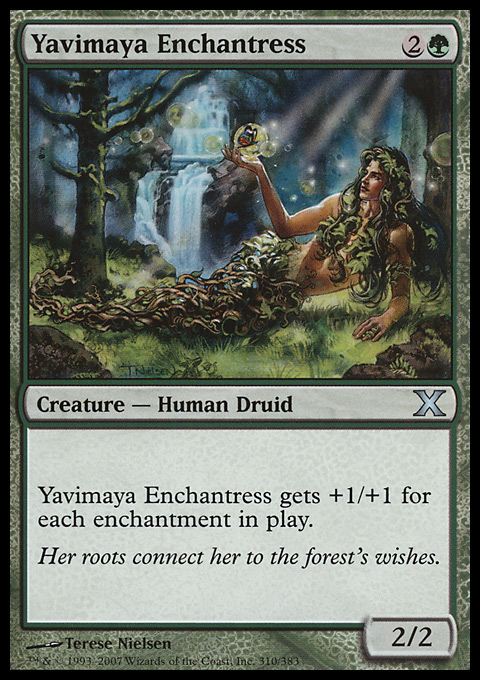 Yavimaya Enchantress 2
T. NIELSEN
Creature — Human Druid X
Yavimaya Enchantress gets +1/+1 for
each enchantment in play.
Her roots connect her to the forest's wishes.
Terese Nielsen
™ & © 1993–2007 Wizards of the Coast, Inc. 310/383
2/2